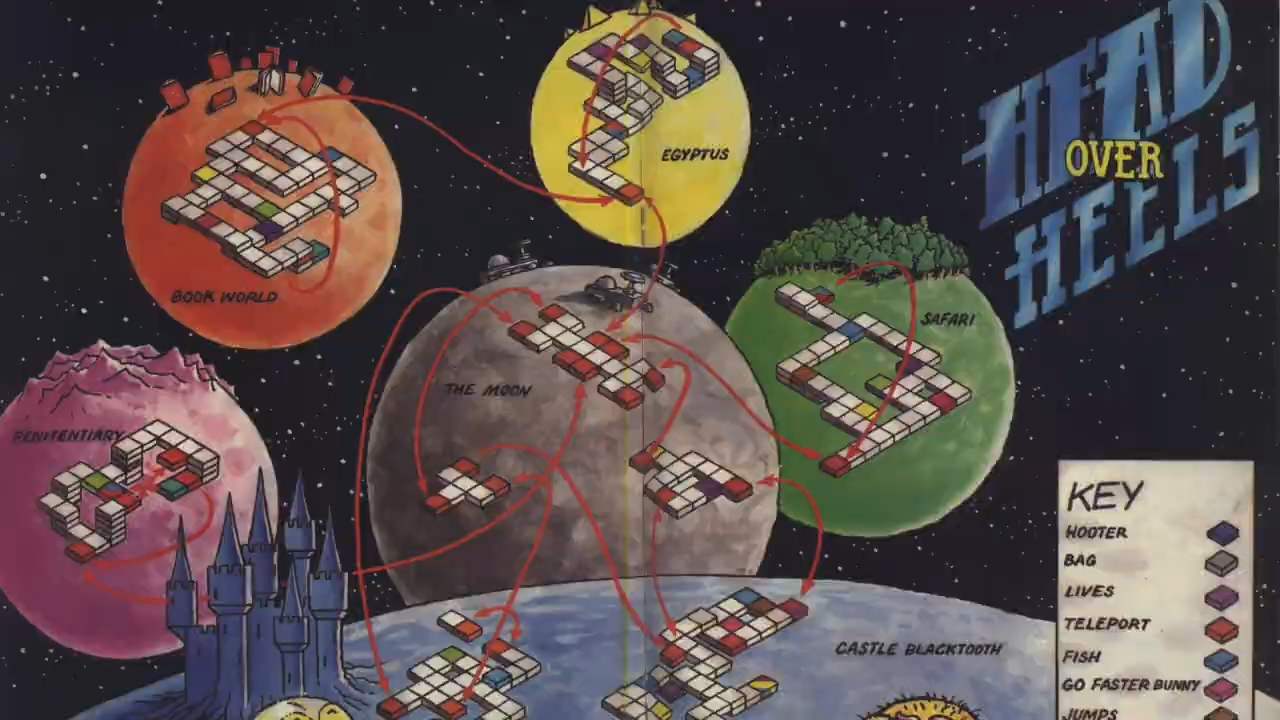 HEAD
OVER
HEELS
EGYPTUS
BOOK WORLD
SAFARI
THE MOON
PENITENTIARY
CASTLE BLACKTOOTH
KEY
HOOTER
BAG
LIVES
TELEPORT
FISH
GO FASTER BUNNY
JUMPS